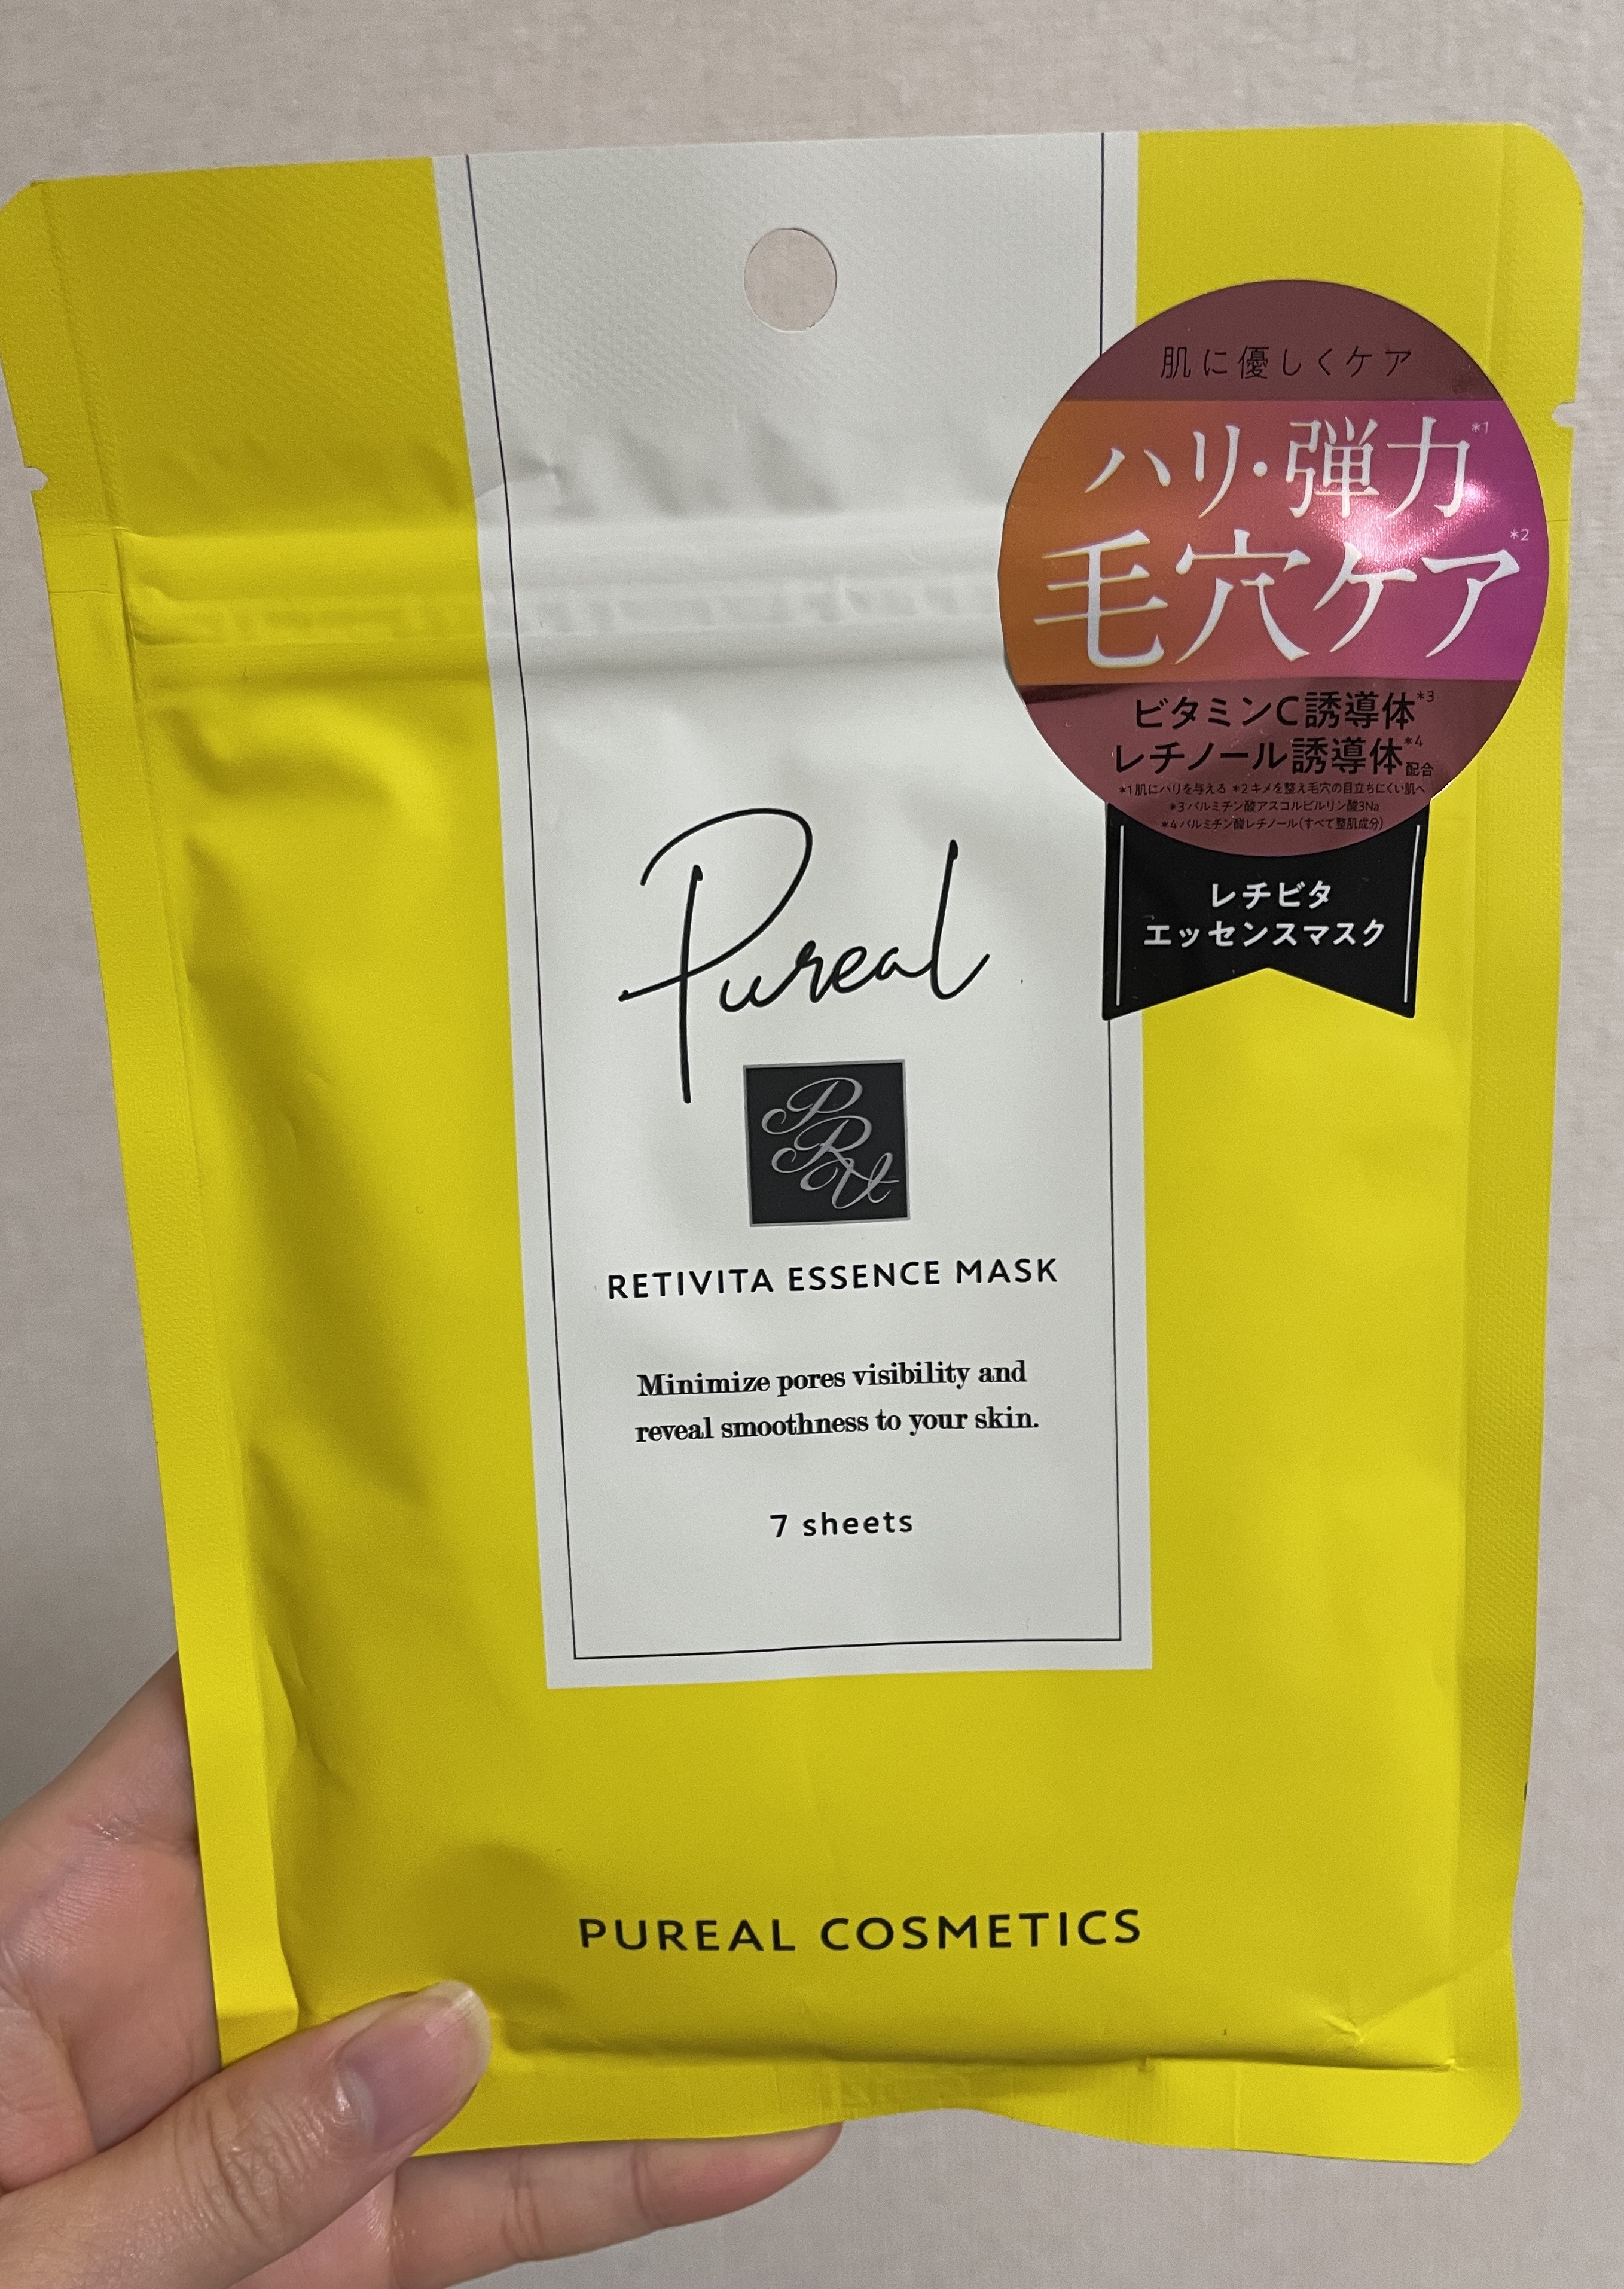 肌に優しくケア
ハリ・弾力*1
毛穴ケア*2
ビタミンC誘導体*3
レチノール誘導体*4配合
*1 肌にハリを与える *2 キメを整え毛穴の目立ちにくい肌へ
*3 パルミチン酸アスコルビルリン酸3Na
*4 パルミチン酸レチノール(すべて整肌成分)
レチビタ
エッセンスマスク
Pureal
PRV
RETIVITA ESSENCE MASK
Minimize pores visibility and
reveal smoothness to your skin.
7 sheets
PUREAL COSMETICS